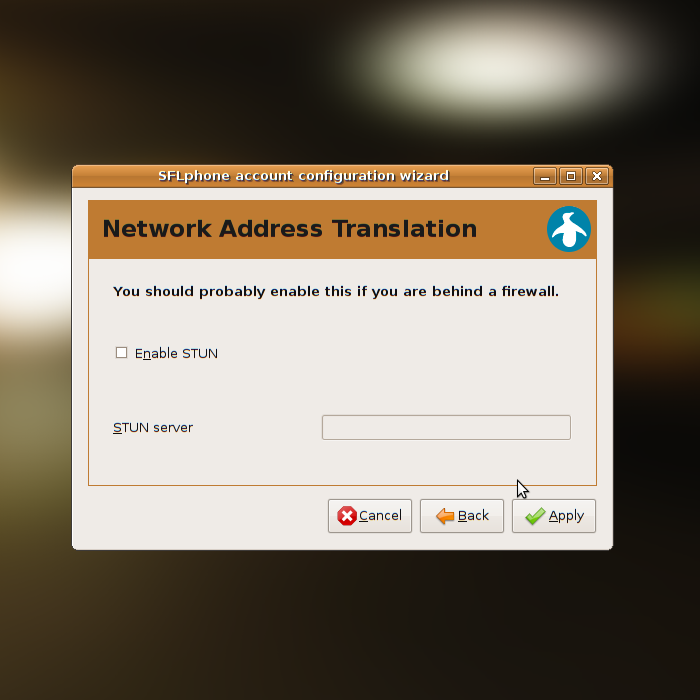 SFLphone account configuration wizard
Network Address Translation
You should probably enable this if you are behind a firewall.
Enable STUN
STUN server
Cancel
Back
Apply